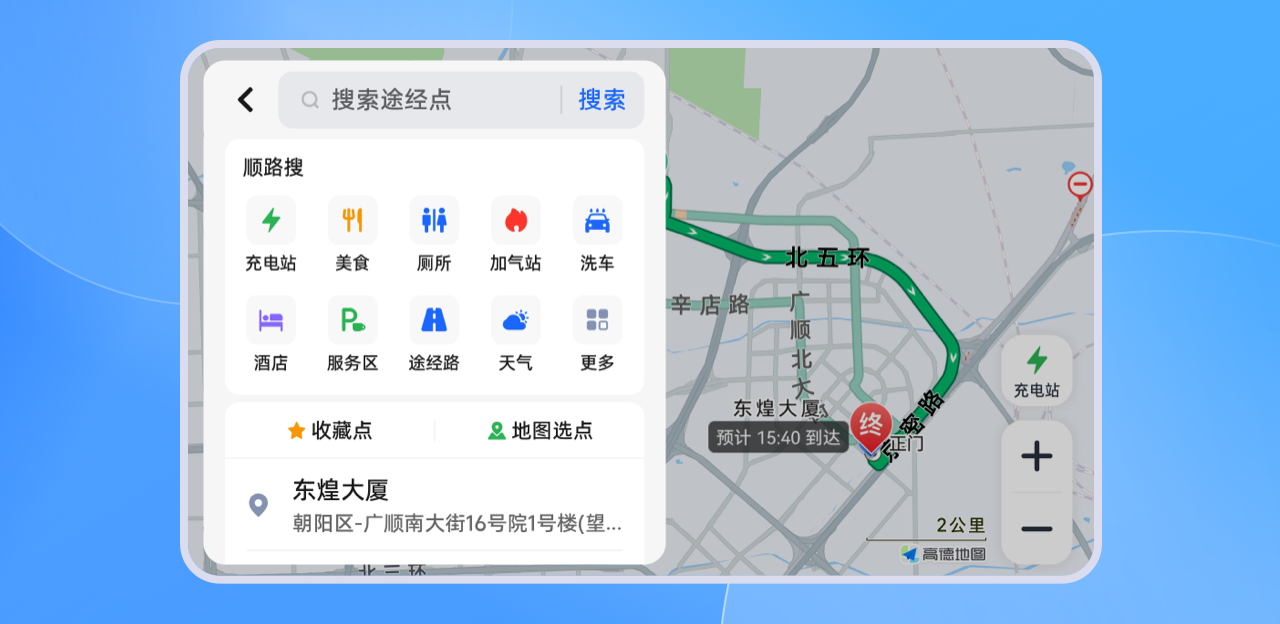 搜索途经点
搜索
顺路搜
充电站
美食
厕所
加气站
洗车
酒店
服务区
途经路
天气
更多
收藏点
地图选点
东煌大厦
朝阳区-广顺南大街16号院1号楼(望...
北五环
辛店路
广顺北大
东煌大厦
预计 15:40 到达
终
正门
密路
充电站
2公里
高德地图
北三环